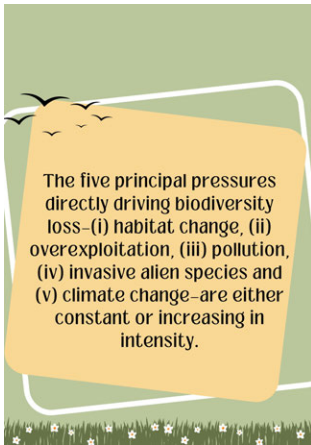 The five principal pressures
directly driving biodiversity
loss–(i) habitat change, (ii)
overexploitation, (iii) pollution,
(iv) invasive alien species and
(v) climate change–are either
constant or increasing in
intensity.